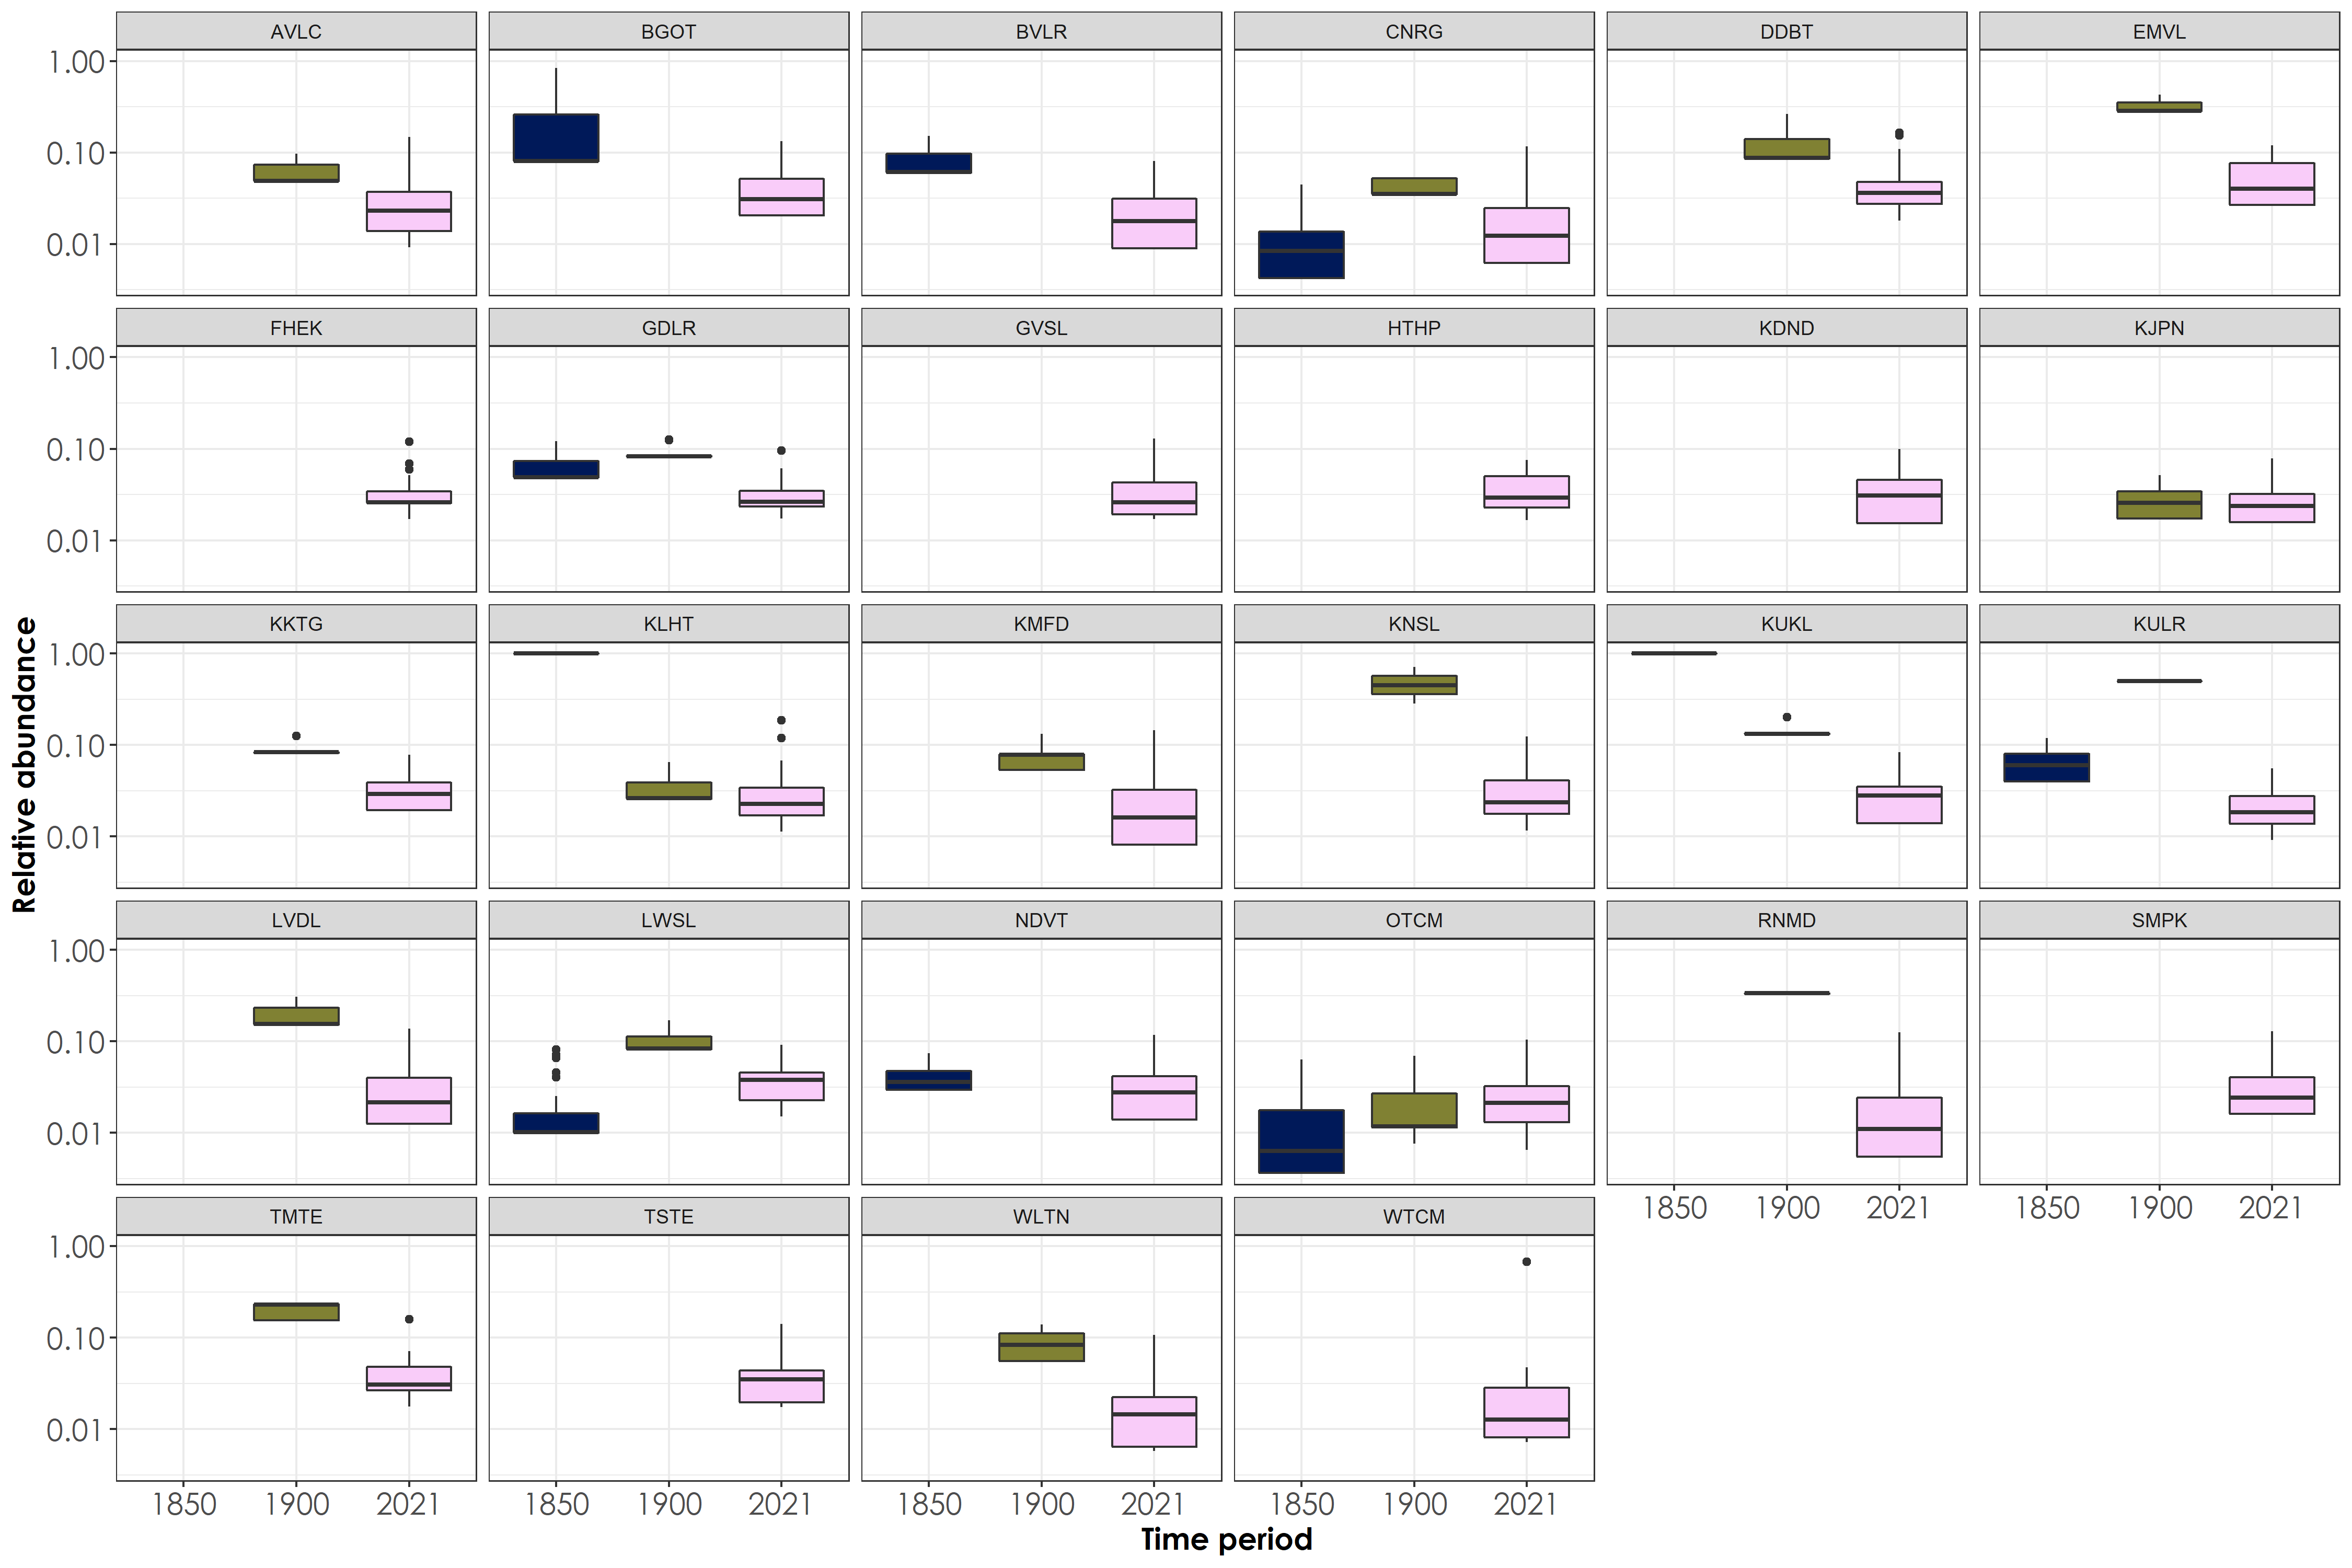 AVLC BGOT BVLR CNRG DDBT EMVL
1.00
0.10
0.01
FHEK GDLR GVSL HTHP KDND KJPN
1.00
0.10
0.01
KKTG KLHT KMFD KNSL KUKL KULR
1.00
0.10
0.01
Relative abundance
LVDL LWSL NDVT OTCM RNMD SMPK
1.00
0.10
0.01
1850 1900 2021 1850 1900 2021
TMTE TSTE WLTN WTCM
1.00
0.10
0.01
1850 1900 2021 1850 1900 2021 1850 1900 2021 1850 1900 2021
Time period